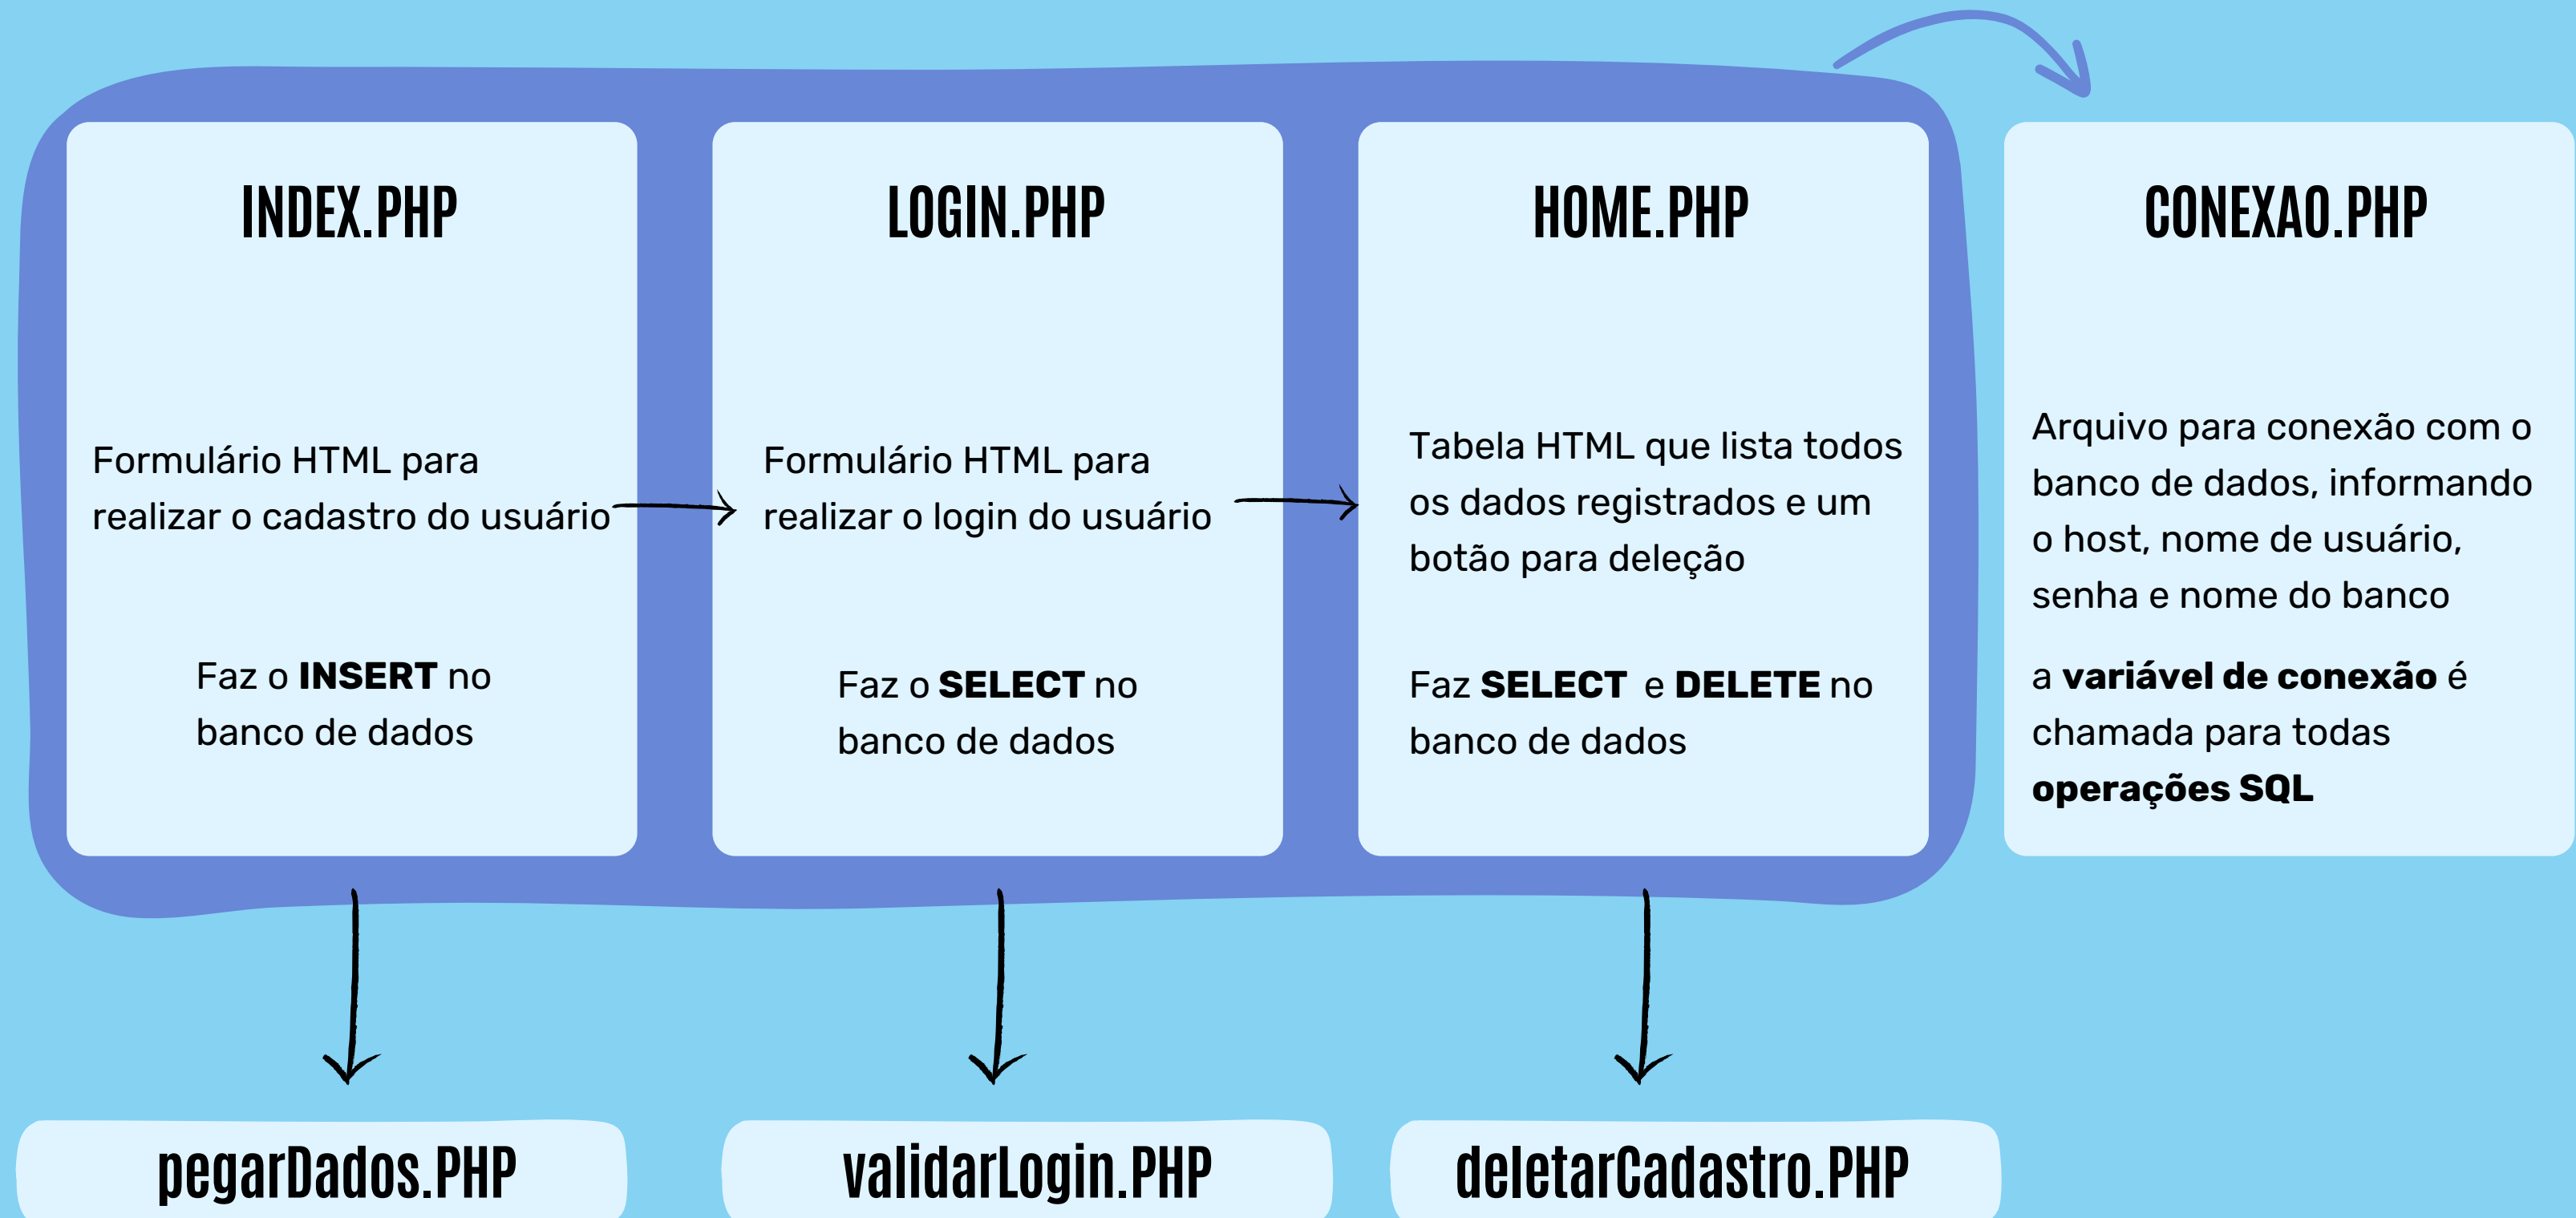 INDEX.PHP
Formulário HTML para
realizar o cadastro do usuário
Faz o INSERT no
banco de dados
LOGIN.PHP
Formulário HTML para
realizar o login do usuário
Faz o SELECT no
banco de dados
HOME.PHP
Tabela HTML que lista todos
os dados registrados e um
botão para deleção
Faz SELECT e DELETE no
banco de dados
CONEXAO.PHP
Arquivo para conexão com o
banco de dados, informando
o host, nome de usuário,
senha e nome do banco
a variável de conexão é
chamada para todas
operações SQL
pegarDados.PHP
validarLogin.PHP
deletarCadastro.PHP